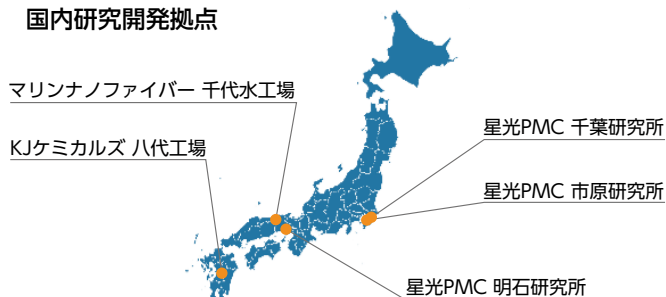 国内研究開発拠点
マリンナノファイバー 千代水工場
KJケミカルズ 八代工場
星光PMC 千葉研究所
星光PMC 市原研究所
星光PMC 明石研究所